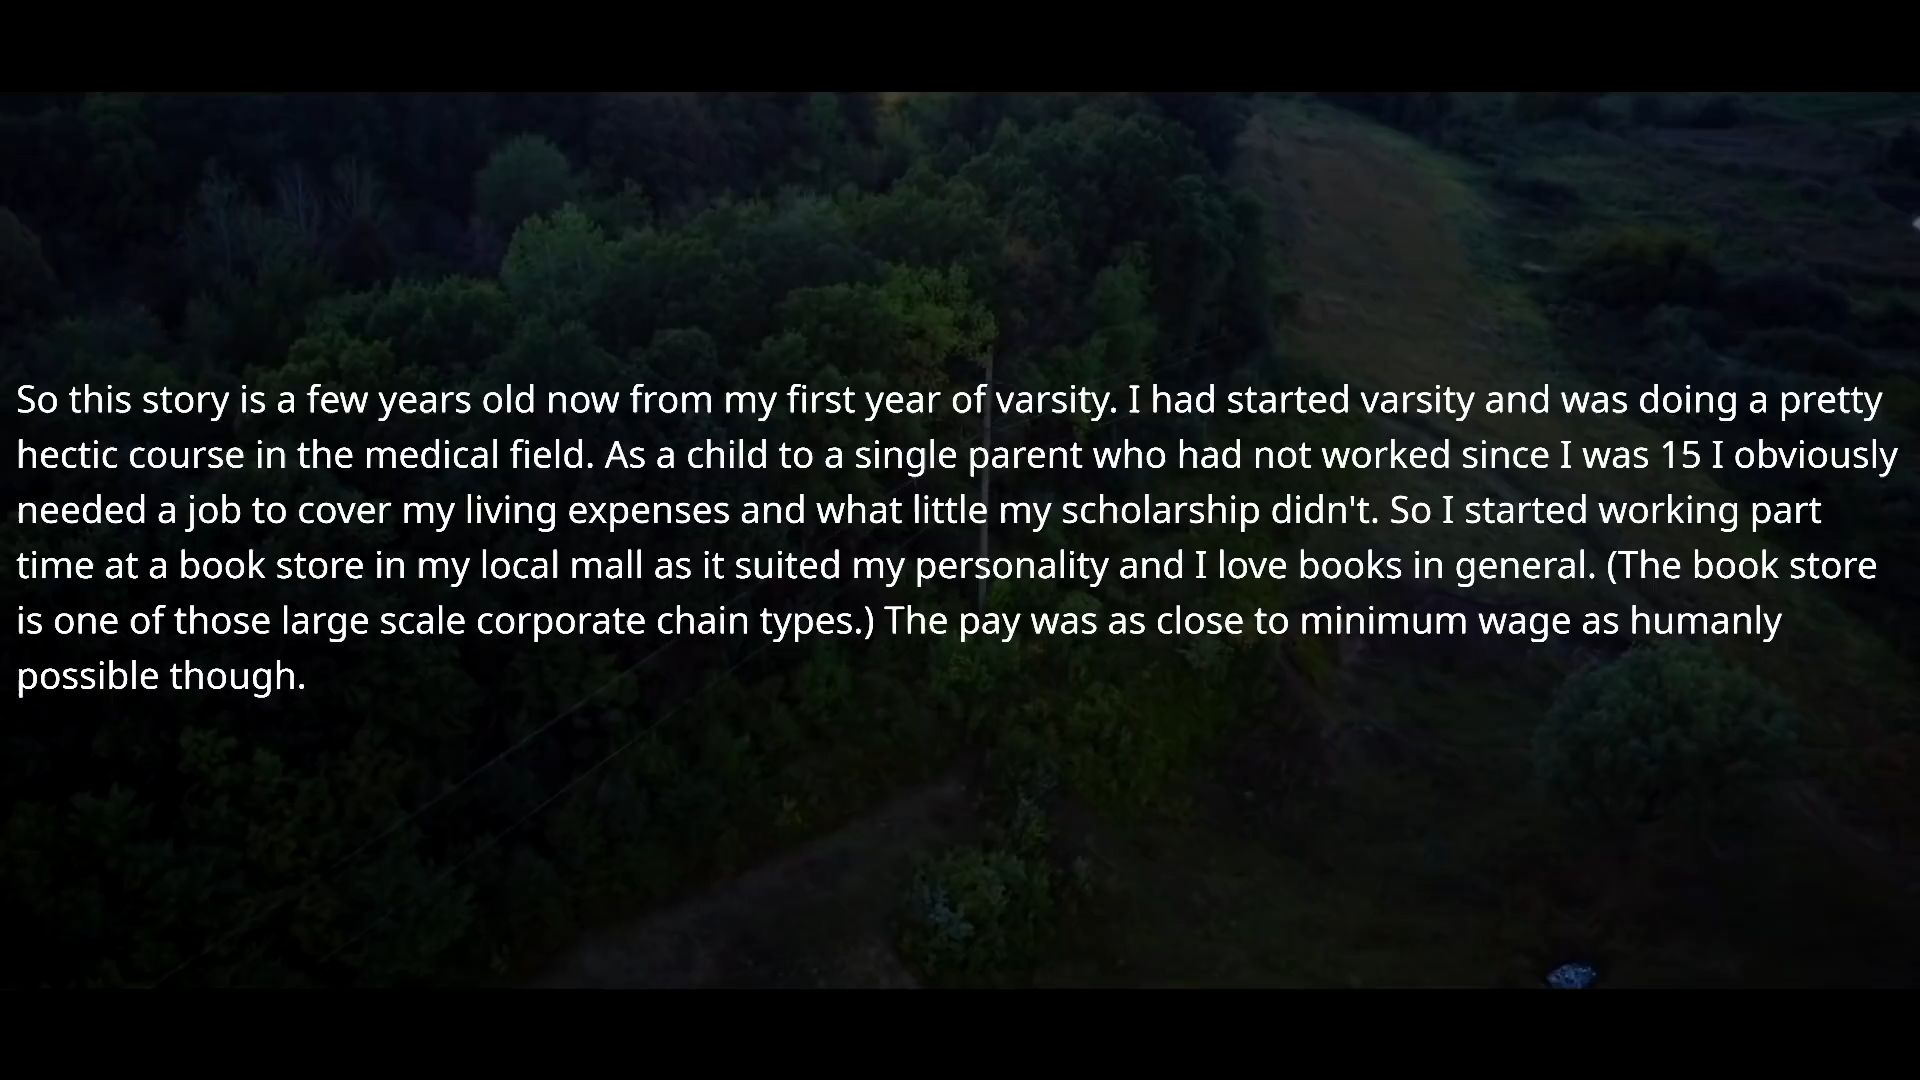 So this story is a few years old now from my first year of varsity. I had started varsity and was doing a pretty
hectic course in the medical field. As a child to a single parent who had not worked since I was 15 I obviously
needed a job to cover my living expenses and what little my scholarship didn't. So I started working part
time at a book store in my local mall as it suited my personality and I love books in general. (The book store
is one of those large scale corporate chain types.) The pay was as close to minimum wage as humanly
possible though.